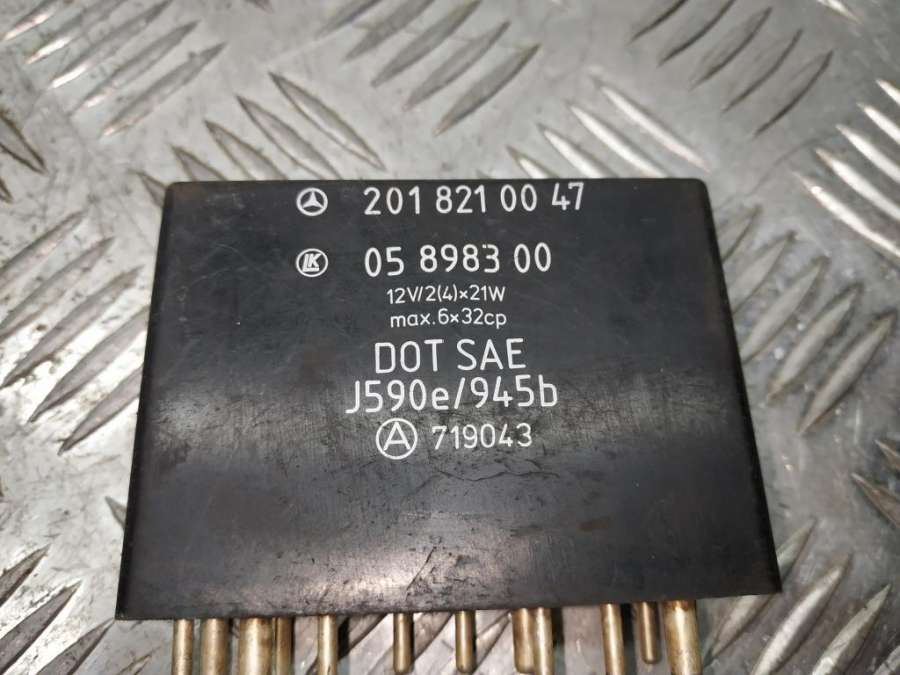 201 821 00 47
LK 05 8983 00
12V/2(4)×21W
max.6×32cp
DOT SAE
J590e/945b
A 719043